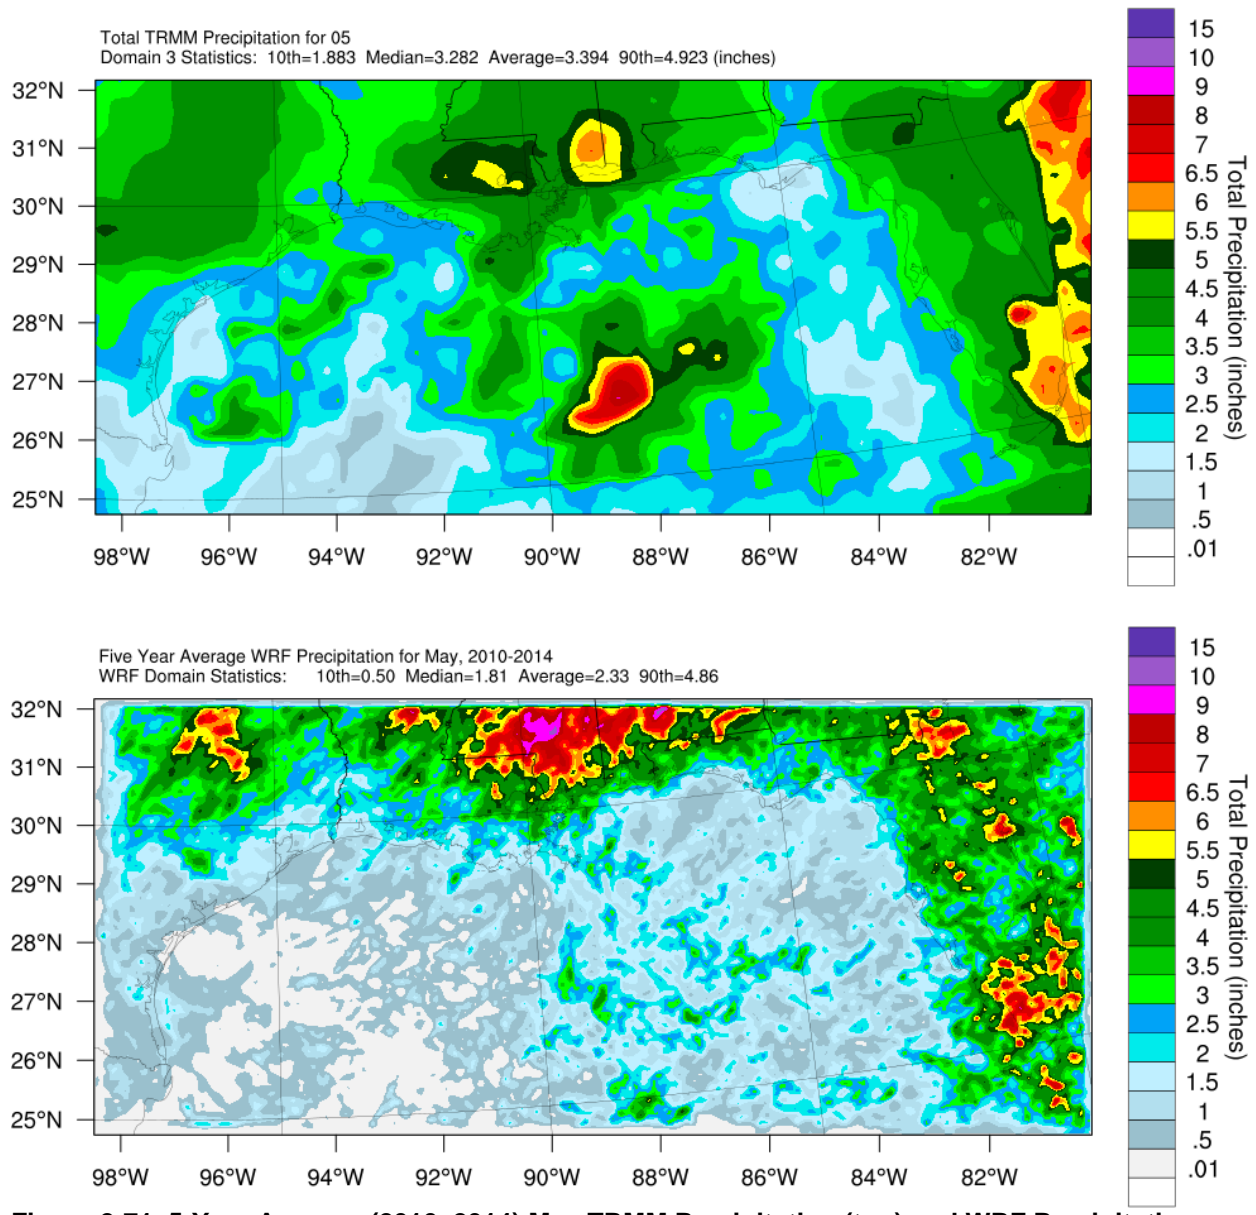 Total TRMM Precipitation for 05
Domain 3 Statistics: 10th=1.883 Median=3.282 Average=3.394 90th=4.923 (inches)
32°N
31°N
30°N
29°N
28°N
27°N
26°N
25°N
98°W 96°W 94°W 92°W 90°W 88°W 86°W 84°W 82°W
15
10
9
8
7
6.5
6
5.5
5
4.5
4
3.5
3
2.5
2
1.5
1
.5
.01
Total Precipitation (inches)
Five Year Average WRF Precipitation for May, 2010-2014
WRF Domain Statistics: 10th=0.50 Median=1.81 Average=2.33 90th=4.86
32°N
31°N
30°N
29°N
28°N
27°N
26°N
25°N
98°W 96°W 94°W 92°W 90°W 88°W 86°W 84°W 82°W
15
10
9
8
7
6.5
6
5.5
5
4.5
4
3.5
3
2.5
2
1.5
1
.5
.01
Total Precipitation (inches)